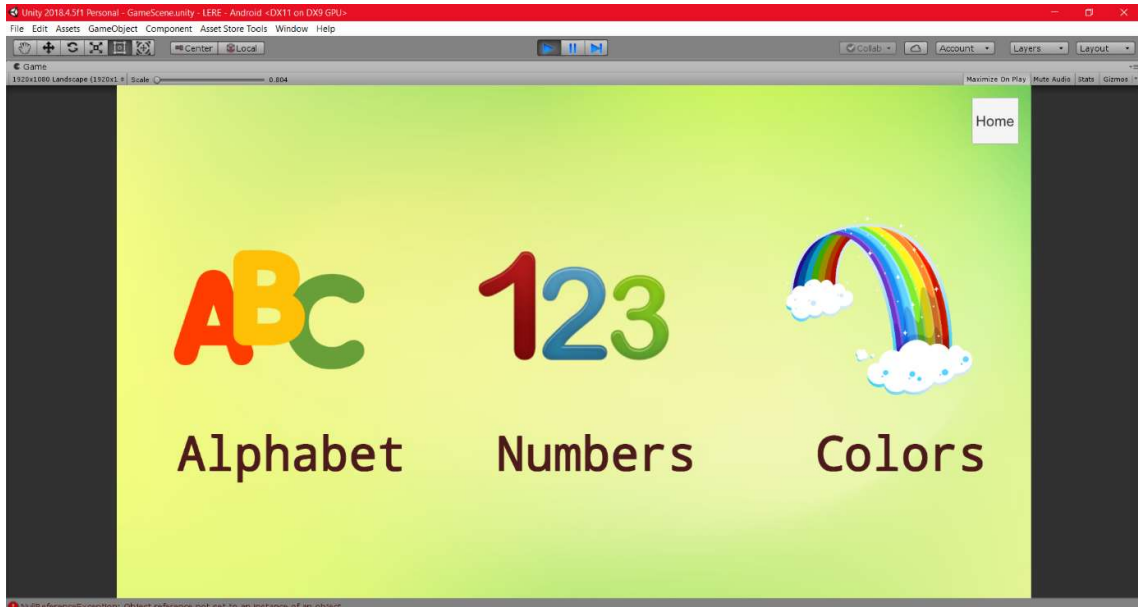 Unity 2018.4.5f1 Personal - GameScene.unity - LERE - Android <DX11 on DX9 GPU>
File Edit Assets GameObject Component Asset Store Tools Window Help
Center Local Collab Account Layers Layout
Game
1920x1080 Landscape (1920x1 Scale 0.804 Maximize On Play Mute Audio Stats Gizmos
Home
ABC 123
Alphabet Numbers Colors
NullReferenceException: Object reference not set to an instance of an object